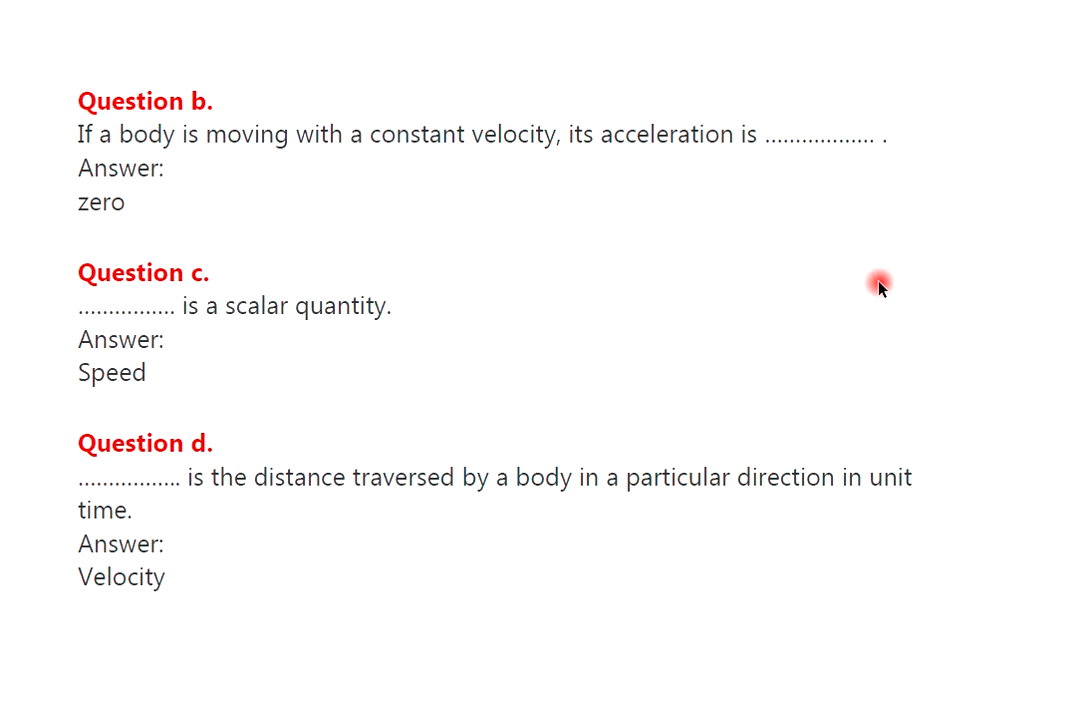 Question b.
If a body is moving with a constant velocity, its acceleration is ……………… .
Answer:
zero
Question c.
……………. is a scalar quantity.
Answer:
Speed
Question d.
…………….. is the distance traversed by a body in a particular direction in unit
time.
Answer:
Velocity